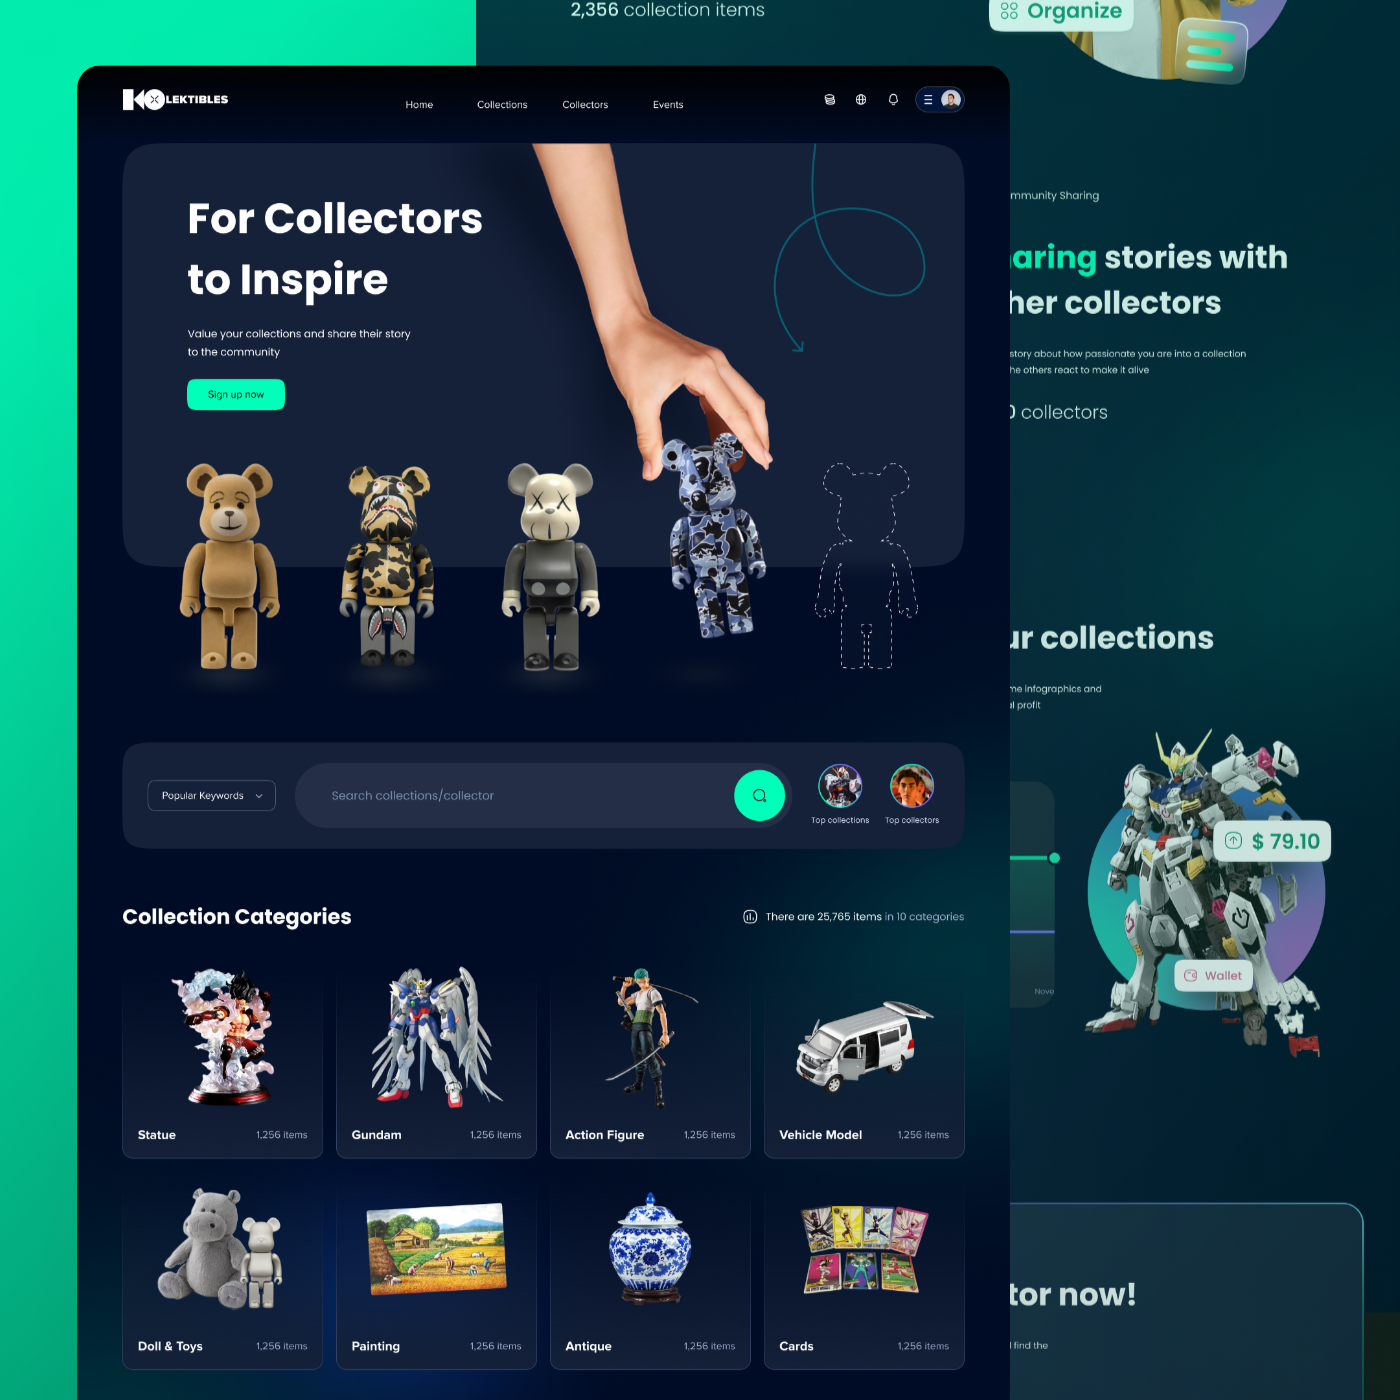 2,356 collection items
Organize
KOLEKTIBLES
Home
Collections
Collectors
Events
For Collectors
to Inspire
Value your collections and share their story
to the community
Sign up now
Popular Keywords
Search collections/collector
Top collections
Top collectors
Collection Categories
There are 25,765 items in 10 categories
Statue
1,256 items
Gundam
1,256 items
Action Figure
1,256 items
Vehicle Model
1,256 items
Doll & Toys
1,256 items
Painting
1,256 items
Antique
1,256 items
Cards
1,256 items
mmunity Sharing
aring stories with
her collectors
story about how passionate you are into a collection
he others react to make it alive
0 collectors
ur collections
me infographics and
al profit
$ 79.10
Wallet
Nove
tor now!
find the